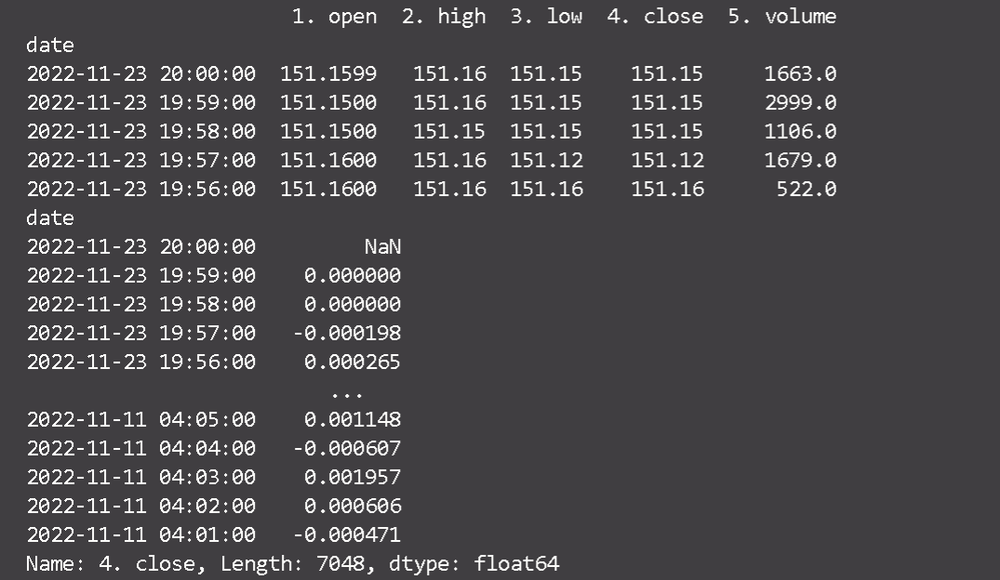 1. open 2. high 3. low 4. close 5. volume
date
2022-11-23 20:00:00 151.1599 151.16 151.15 151.15 1663.0
2022-11-23 19:59:00 151.1500 151.16 151.15 151.15 2999.0
2022-11-23 19:58:00 151.1500 151.15 151.15 151.15 1106.0
2022-11-23 19:57:00 151.1600 151.16 151.12 151.12 1679.0
2022-11-23 19:56:00 151.1600 151.16 151.16 151.16 522.0
date
2022-11-23 20:00:00 NaN
2022-11-23 19:59:00 0.000000
2022-11-23 19:58:00 0.000000
2022-11-23 19:57:00 -0.000198
2022-11-23 19:56:00 0.000265
...
2022-11-11 04:05:00 0.001148
2022-11-11 04:04:00 -0.000607
2022-11-11 04:03:00 0.001957
2022-11-11 04:02:00 0.000606
2022-11-11 04:01:00 -0.000471
Name: 4. close, Length: 7048, dtype: float64